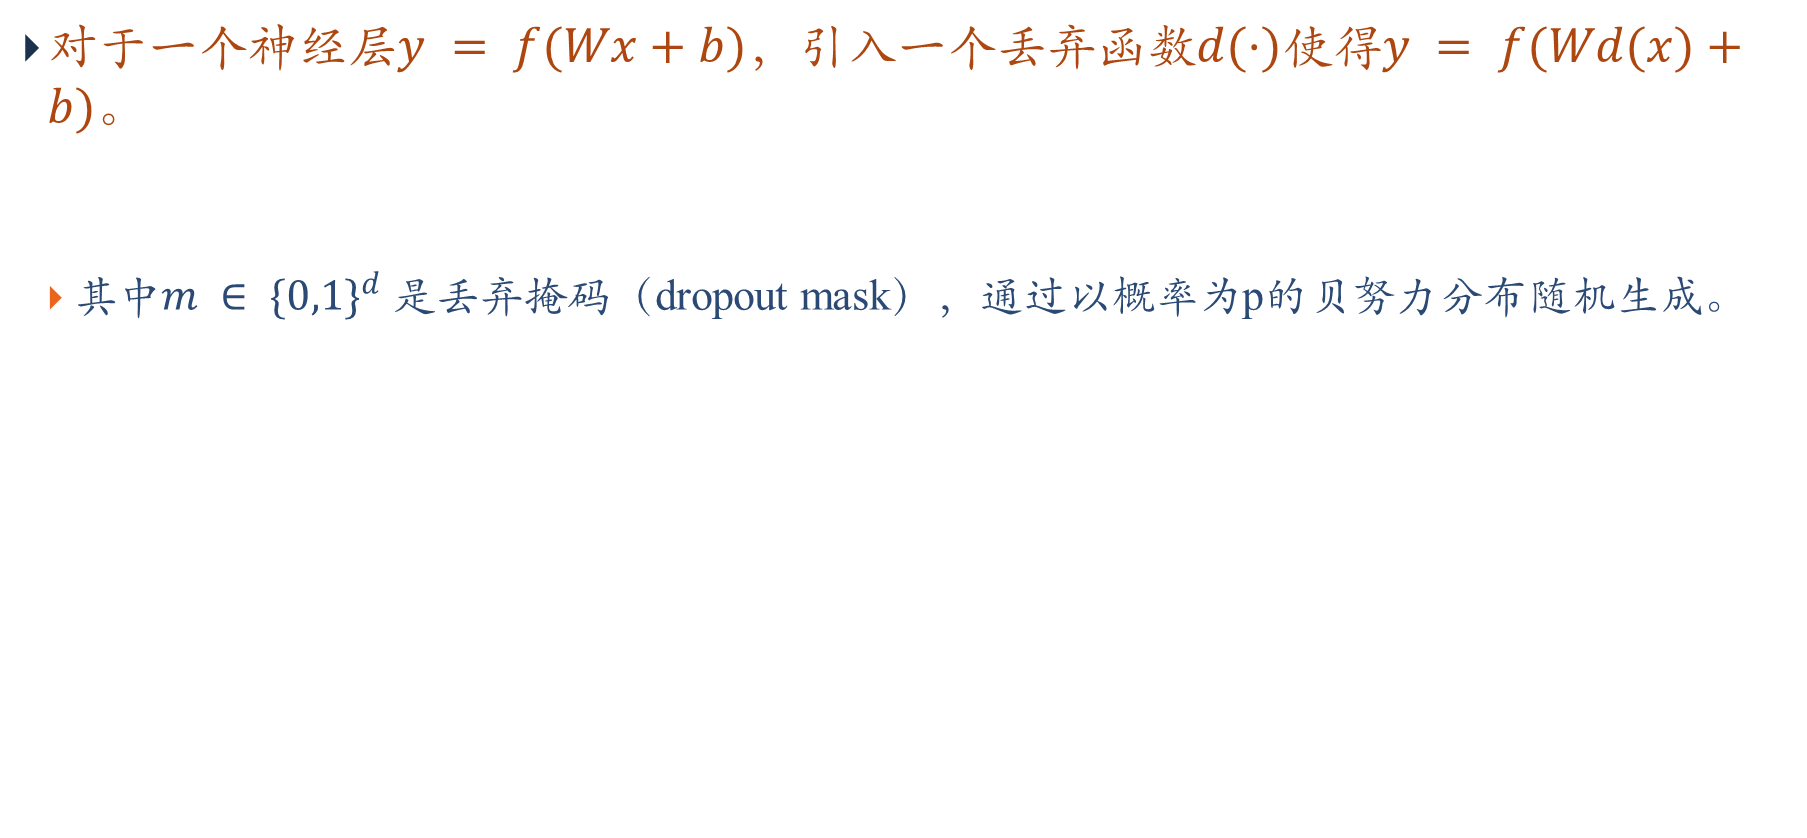 对于一个神经层y = f(Wx + b)，引入一个丢弃函数d(·)使得y = f(Wd(x) +
b)。
其中m ∈ {0,1}^d 是丢弃掩码（dropout mask），通过以概率为p的贝努力分布随机生成。